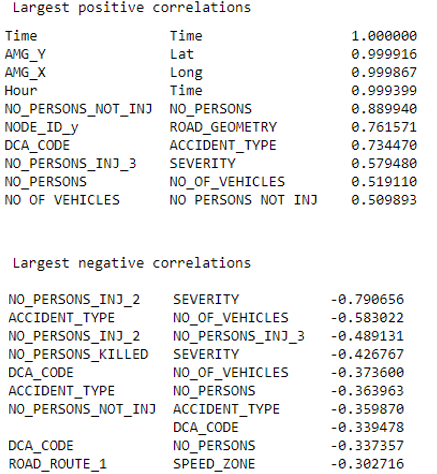 Largest positive correlations
Time Time 1.000000
AMG_Y Lat 0.999916
AMG_X Long 0.999867
Hour Time 0.999399
NO_PERSONS_NOT_INJ NO_PERSONS 0.889940
NODE_ID_y ROAD_GEOMETRY 0.761571
DCA_CODE ACCIDENT_TYPE 0.734470
NO_PERSONS_INJ_3 SEVERITY 0.579480
NO_PERSONS NO_OF_VEHICLES 0.519110
NO OF VEHICLES NO PERSONS NOT INJ 0.509893
Largest negative correlations
NO_PERSONS_INJ_2 SEVERITY -0.790656
ACCIDENT_TYPE NO_OF_VEHICLES -0.583022
NO_PERSONS_INJ_2 NO_PERSONS_INJ_3 -0.489131
NO_PERSONS_KILLED SEVERITY -0.426767
DCA_CODE NO_OF_VEHICLES -0.373600
ACCIDENT_TYPE NO_PERSONS -0.363963
NO_PERSONS_NOT_INJ ACCIDENT_TYPE -0.359870
DCA_CODE -0.339478
DCA_CODE NO_PERSONS -0.337357
ROAD_ROUTE_1 SPEED_ZONE -0.302716